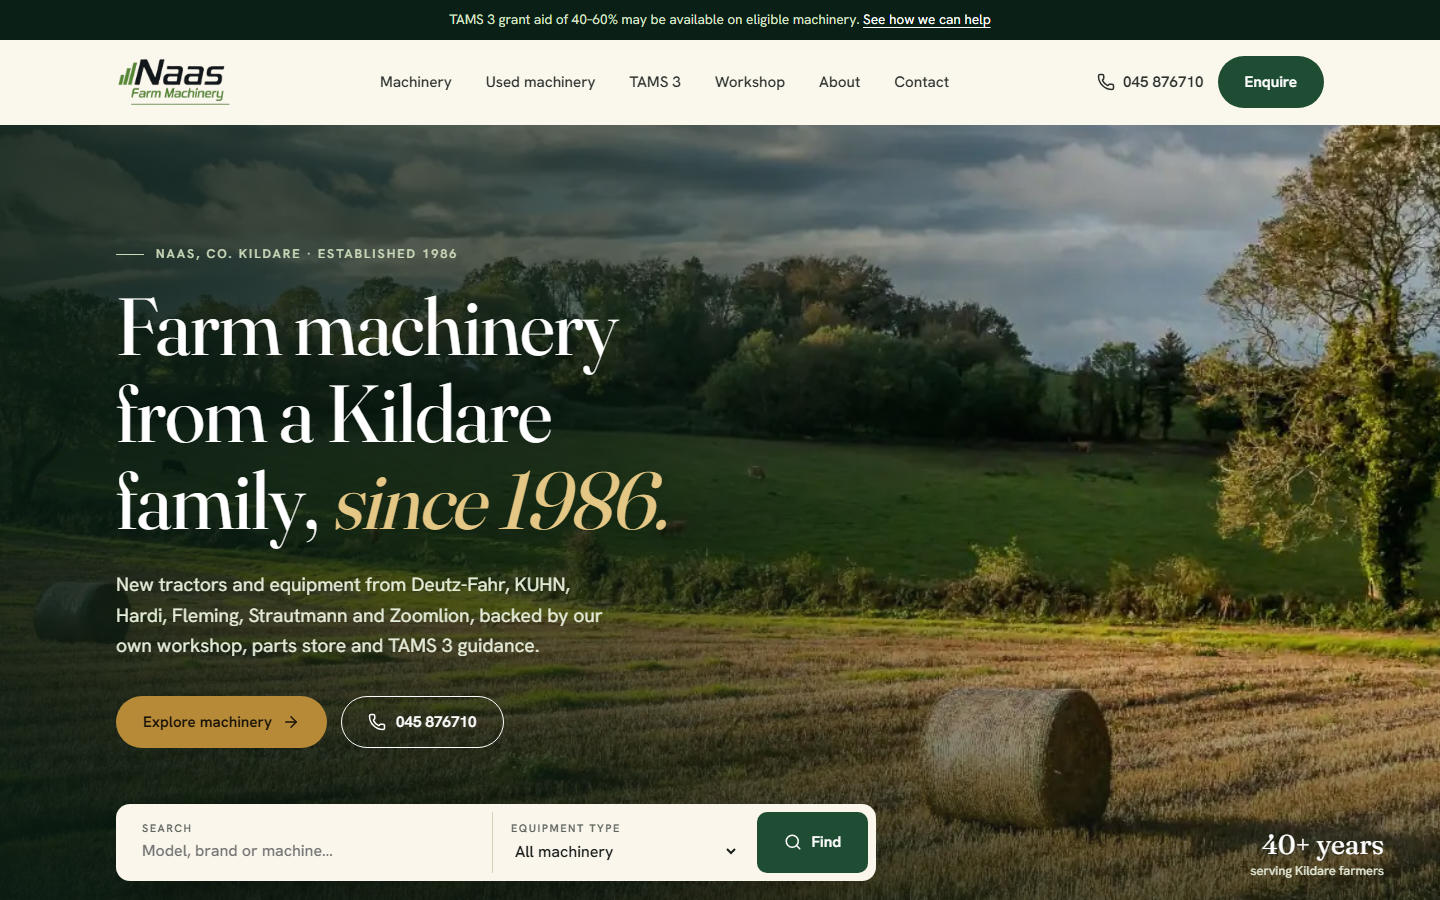 TAMS 3 grant aid of 40–60% may be available on eligible machinery. See how we can help
Naas
Farm Machinery
Machinery
Used machinery
TAMS 3
Workshop
About
Contact
045 876710
Enquire
NAAS, CO. KILDARE · ESTABLISHED 1986
Farm machinery
from a Kildare
family, since 1986.
New tractors and equipment from Deutz-Fahr, KUHN,
Hardi, Fleming, Strautmann and Zoomlion, backed by our
own workshop, parts store and TAMS 3 guidance.
Explore machinery
045 876710
SEARCH
Model, brand or machine...
EQUIPMENT TYPE
All machinery
Find
40+ years
serving Kildare farmers